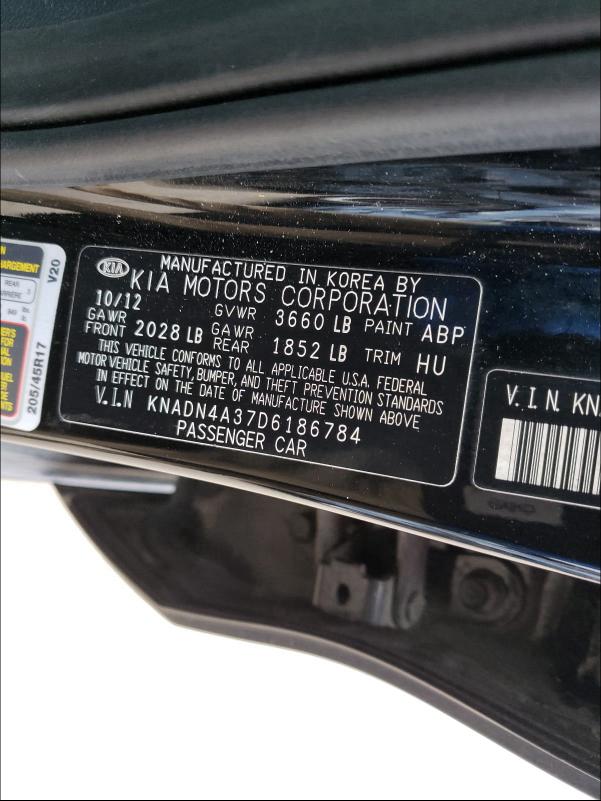 KIA
MANUFACTURED IN KOREA BY
KIA MOTORS CORPORATION
10/12 GVWR 3660 LB PAINT ABP
GAWR FRONT 2028 LB GAWR REAR 1852 LB TRIM HU
THIS VEHICLE CONFORMS TO ALL APPLICABLE U.S.A. FEDERAL
MOTOR VEHICLE SAFETY, BUMPER, AND THEFT PREVENTION STANDARDS
IN EFFECT ON THE DATE OF MANUFACTURE SHOWN ABOVE
V.I.N KNADN4A37D6186784
PASSENGER CAR
V20
REAR
205/45R17
V.I.N. KN